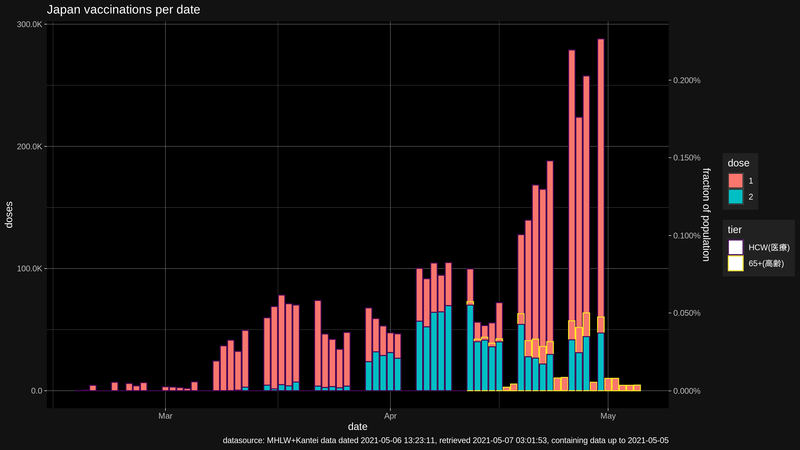 Japan vaccinations per date
300.0K
200.0K
100.0K
0.0
doses
0.200%
0.150%
0.100%
0.050%
0.000%
fraction of population
Mar
Apr
May
date
dose
1
2
tier
HCW(医療)
65+(高齢)
datasource: MHLW+Kantei data dated 2021-05-06 13:23:11, retrieved 2021-05-07 03:01:53, containing data up to 2021-05-05